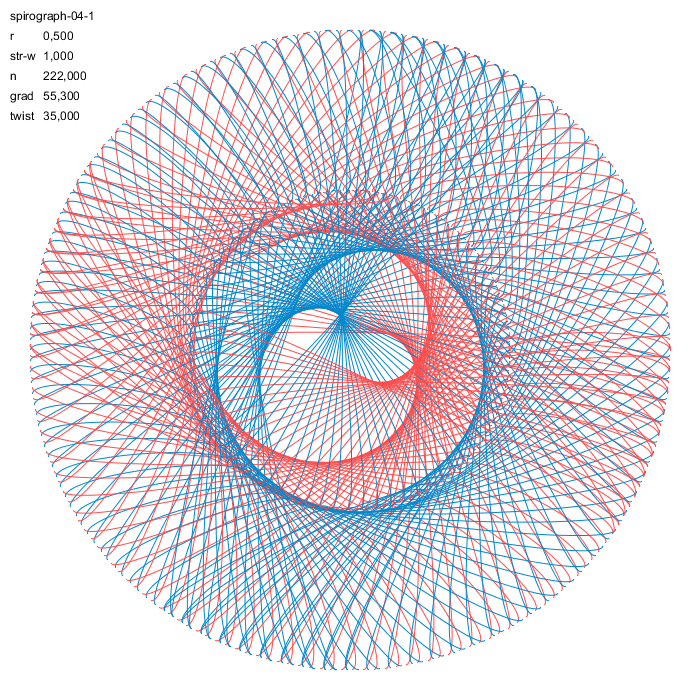 spirograph-04-1
r 0,500
str-w 1,000
n 222,000
grad 55,300
twist 35,000